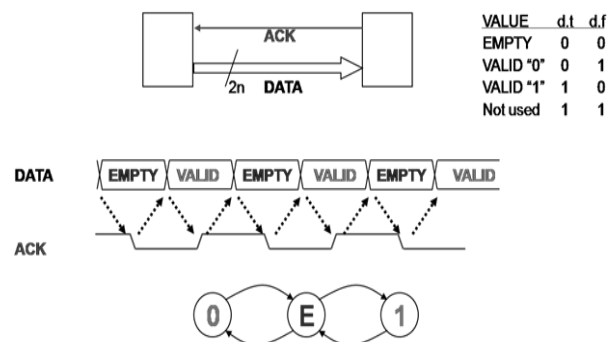 ACK
2n DATA
VALUE d.t d.f
EMPTY 0 0
VALID “0” 0 1
VALID “1” 1 0
Not used 1 1
DATA EMPTY VALID EMPTY VALID EMPTY VALID
ACK
0 E 1